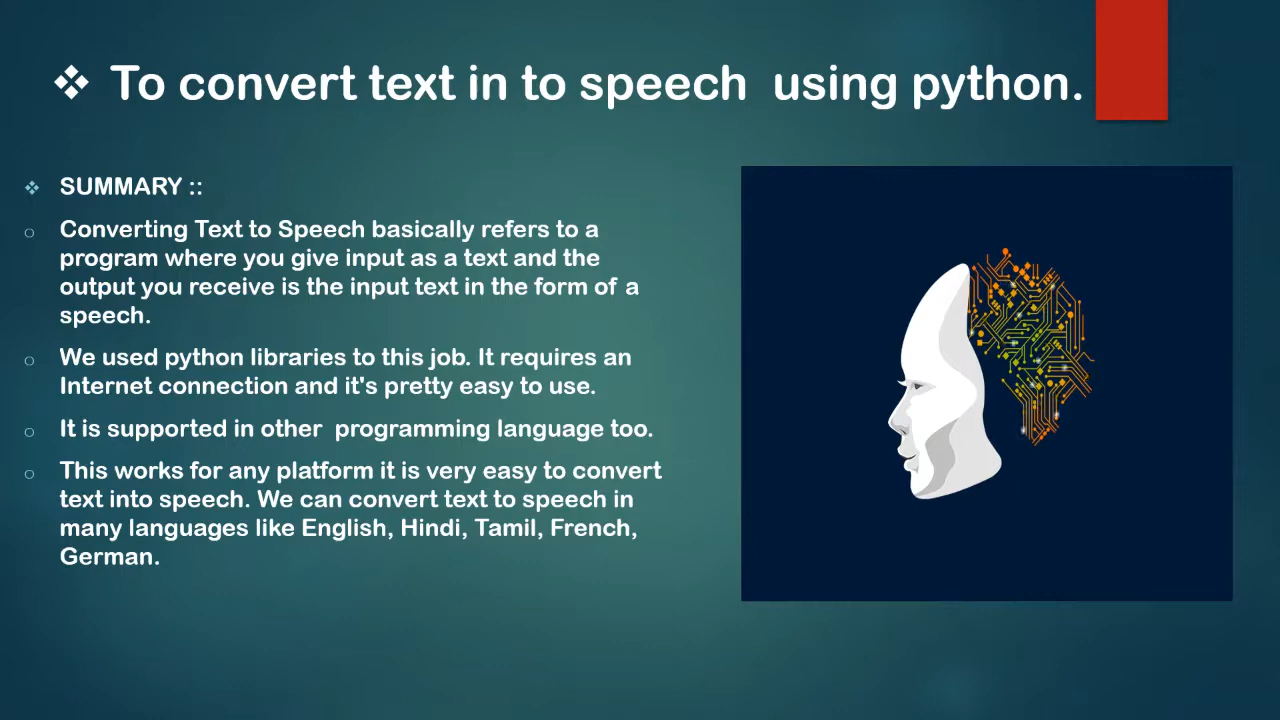 ❖ To convert text in to speech  using python.
❖ SUMMARY ::
○ Converting Text to Speech basically refers to a
program where you give input as a text and the
output you receive is the input text in the form of a
speech.
○ We used python libraries to this job. It requires an
Internet connection and it's pretty easy to use.
○ It is supported in other  programming language too.
○ This works for any platform it is very easy to convert
text into speech. We can convert text to speech in
many languages like English, Hindi, Tamil, French,
German.